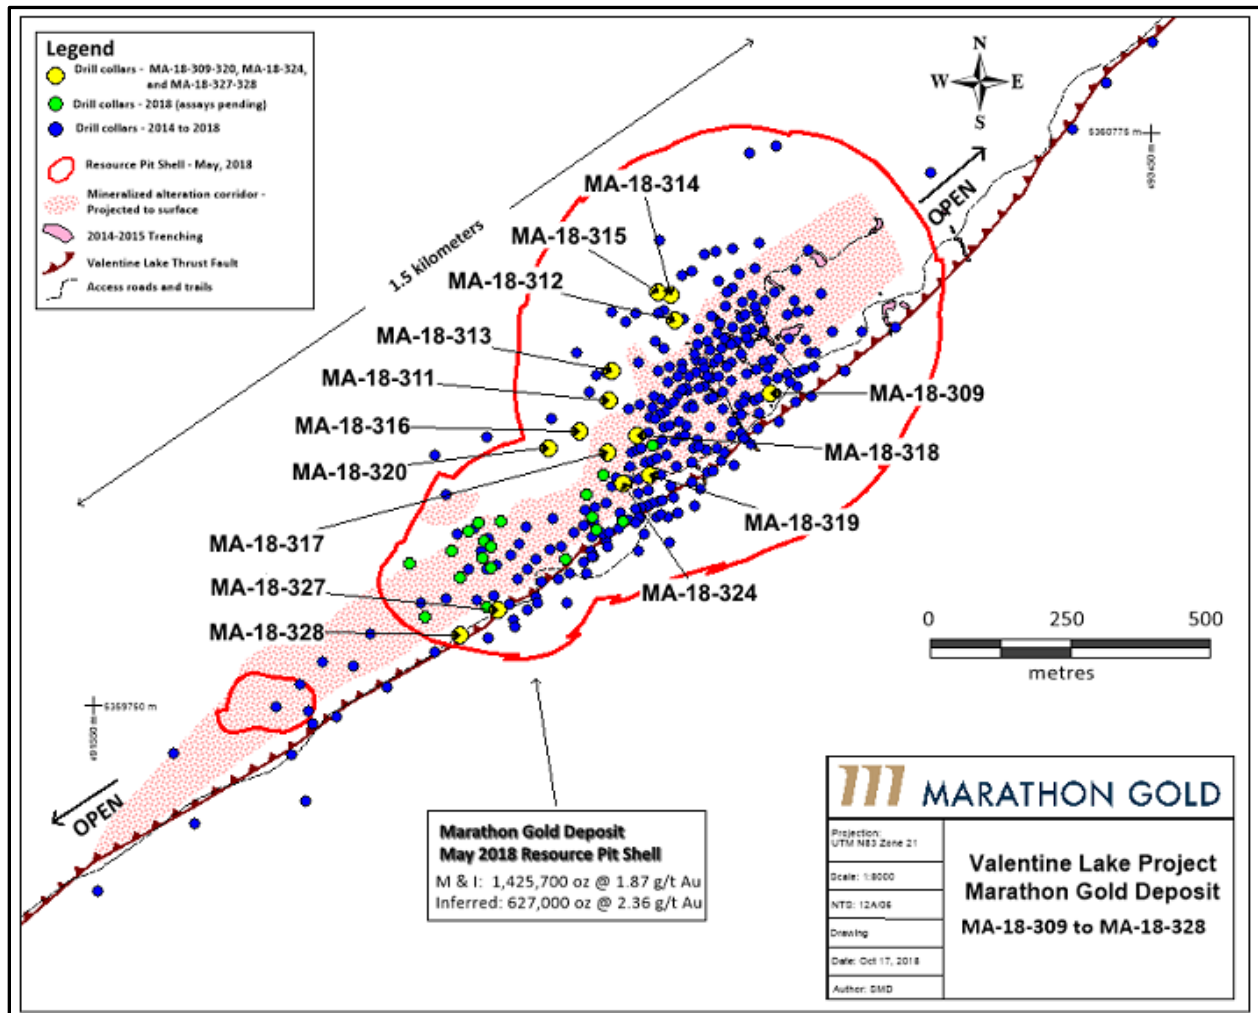 Legend
Drill collars - MA-18-309-320, MA-18-324,
and MA-18-327-328
Drill collars - 2018 (assays pending)
Drill collars - 2014 to 2018
Resource Pit Shell - May, 2018
Mineralized alteration corridor -
Projected to surface
2014-2015 Trenching
Valentine Lake Thrust Fault
Access roads and trails
N
W E
S
5360775 m
493450 m
OPEN
1.5 kilometers
MA-18-314
MA-18-315
MA-18-312
MA-18-313
MA-18-311
MA-18-309
MA-18-316
MA-18-318
MA-18-320
MA-18-319
MA-18-317
MA-18-327
MA-18-324
MA-18-328
0 250 500
metres
5359750 m
491550 m
OPEN
Marathon Gold Deposit
May 2018 Resource Pit Shell
M & I: 1,425,700 oz @ 1.87 g/t Au
Inferred: 627,000 oz @ 2.36 g/t Au
MARATHON GOLD
Projection:
UTM N83 Zone 21
Scale: 1:8000
NTS: 12A/06
Drawing
Date: Oct 17, 2018
Author: SMD
Valentine Lake Project
Marathon Gold Deposit
MA-18-309 to MA-18-328